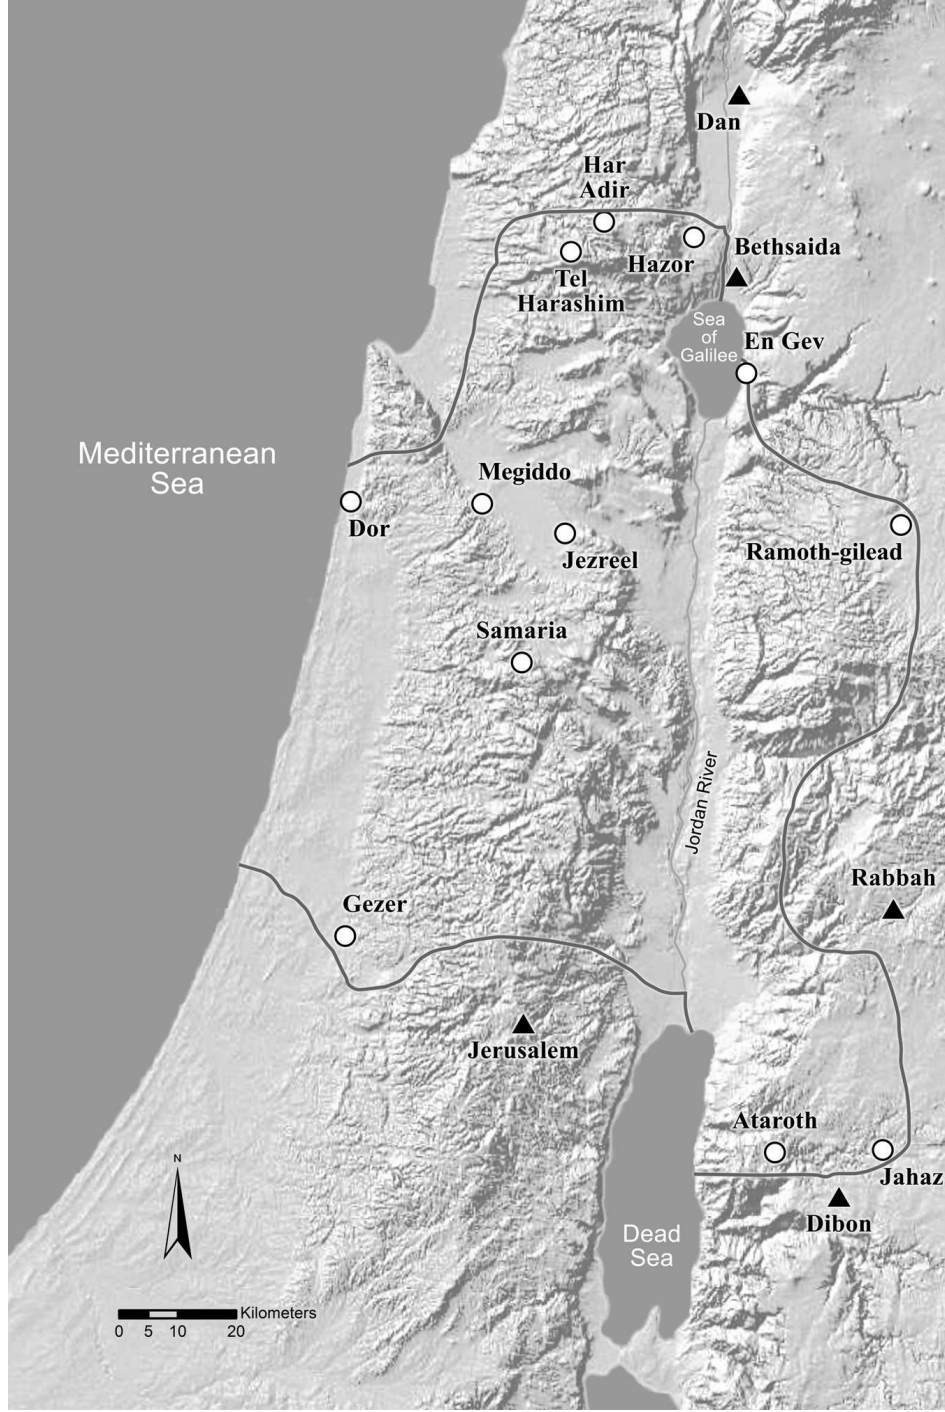 Dan
Har
Adir
Bethsaida
Hazor
Tel
Harashim
Sea
of
Galilee
En Gev
Mediterranean
Sea
Megiddo
Dor
Jezreel
Ramoth-gilead
Samaria
Jordan River
Rabbah
Gezer
Jerusalem
Ataroth
N
Jahaz
Dibon
Dead
Sea
Kilometers
0 5 10 20